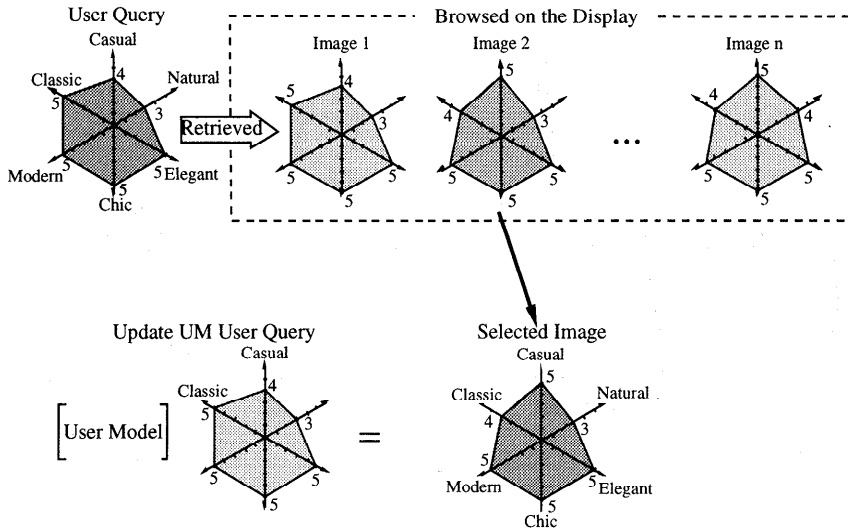 User Query
Browsed on the Display
Casual
Image 1
Image 2
Image n
Classic
Natural
4
5
3
5
5
5
Modern
Elegant
Chic
Retrieved
4
5
3
5
5
5
5
4
3
5
5
5
...
5
4
4
5
5
5
Update UM User Query
Selected Image
Casual
Casual
Classic
Classic
Natural
4
5
3
5
5
5
[User Model]
=
5
4
3
5
5
5
Modern
Elegant
Chic